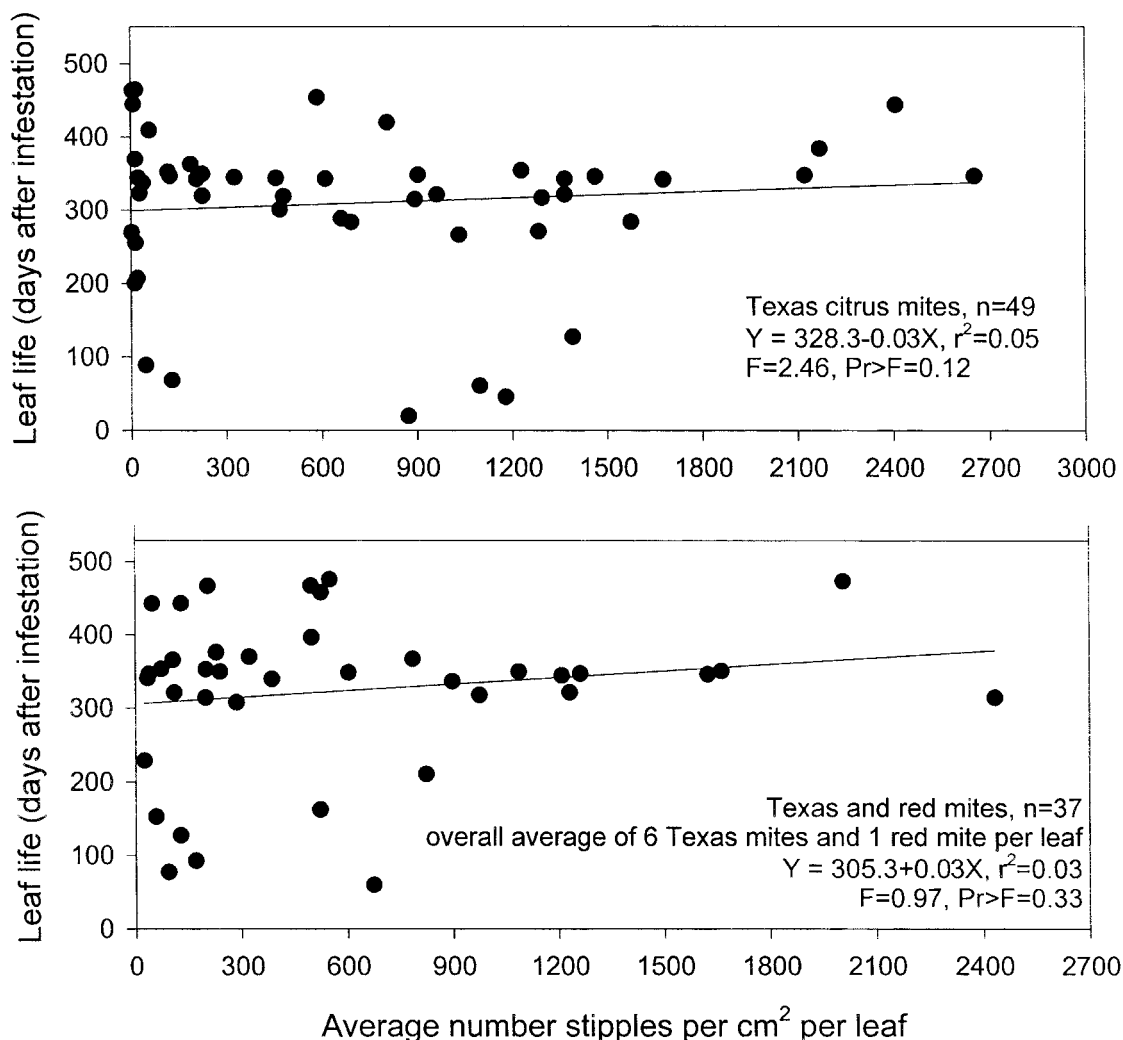 Leaf life (days after infestation)
500
400
300
200
100
0
0 300 600 900 1200 1500 1800 2100 2400 2700 3000
Texas citrus mites, n=49
Y = 328.3-0.03X, r²=0.05
F=2.46, Pr>F=0.12
Leaf life (days after infestation)
500
400
300
200
100
0
0 300 600 900 1200 1500 1800 2100 2400 2700
Texas and red mites, n=37
overall average of 6 Texas mites and 1 red mite per leaf
Y = 305.3+0.03X, r²=0.03
F=0.97, Pr>F=0.33
Average number stipples per cm² per leaf